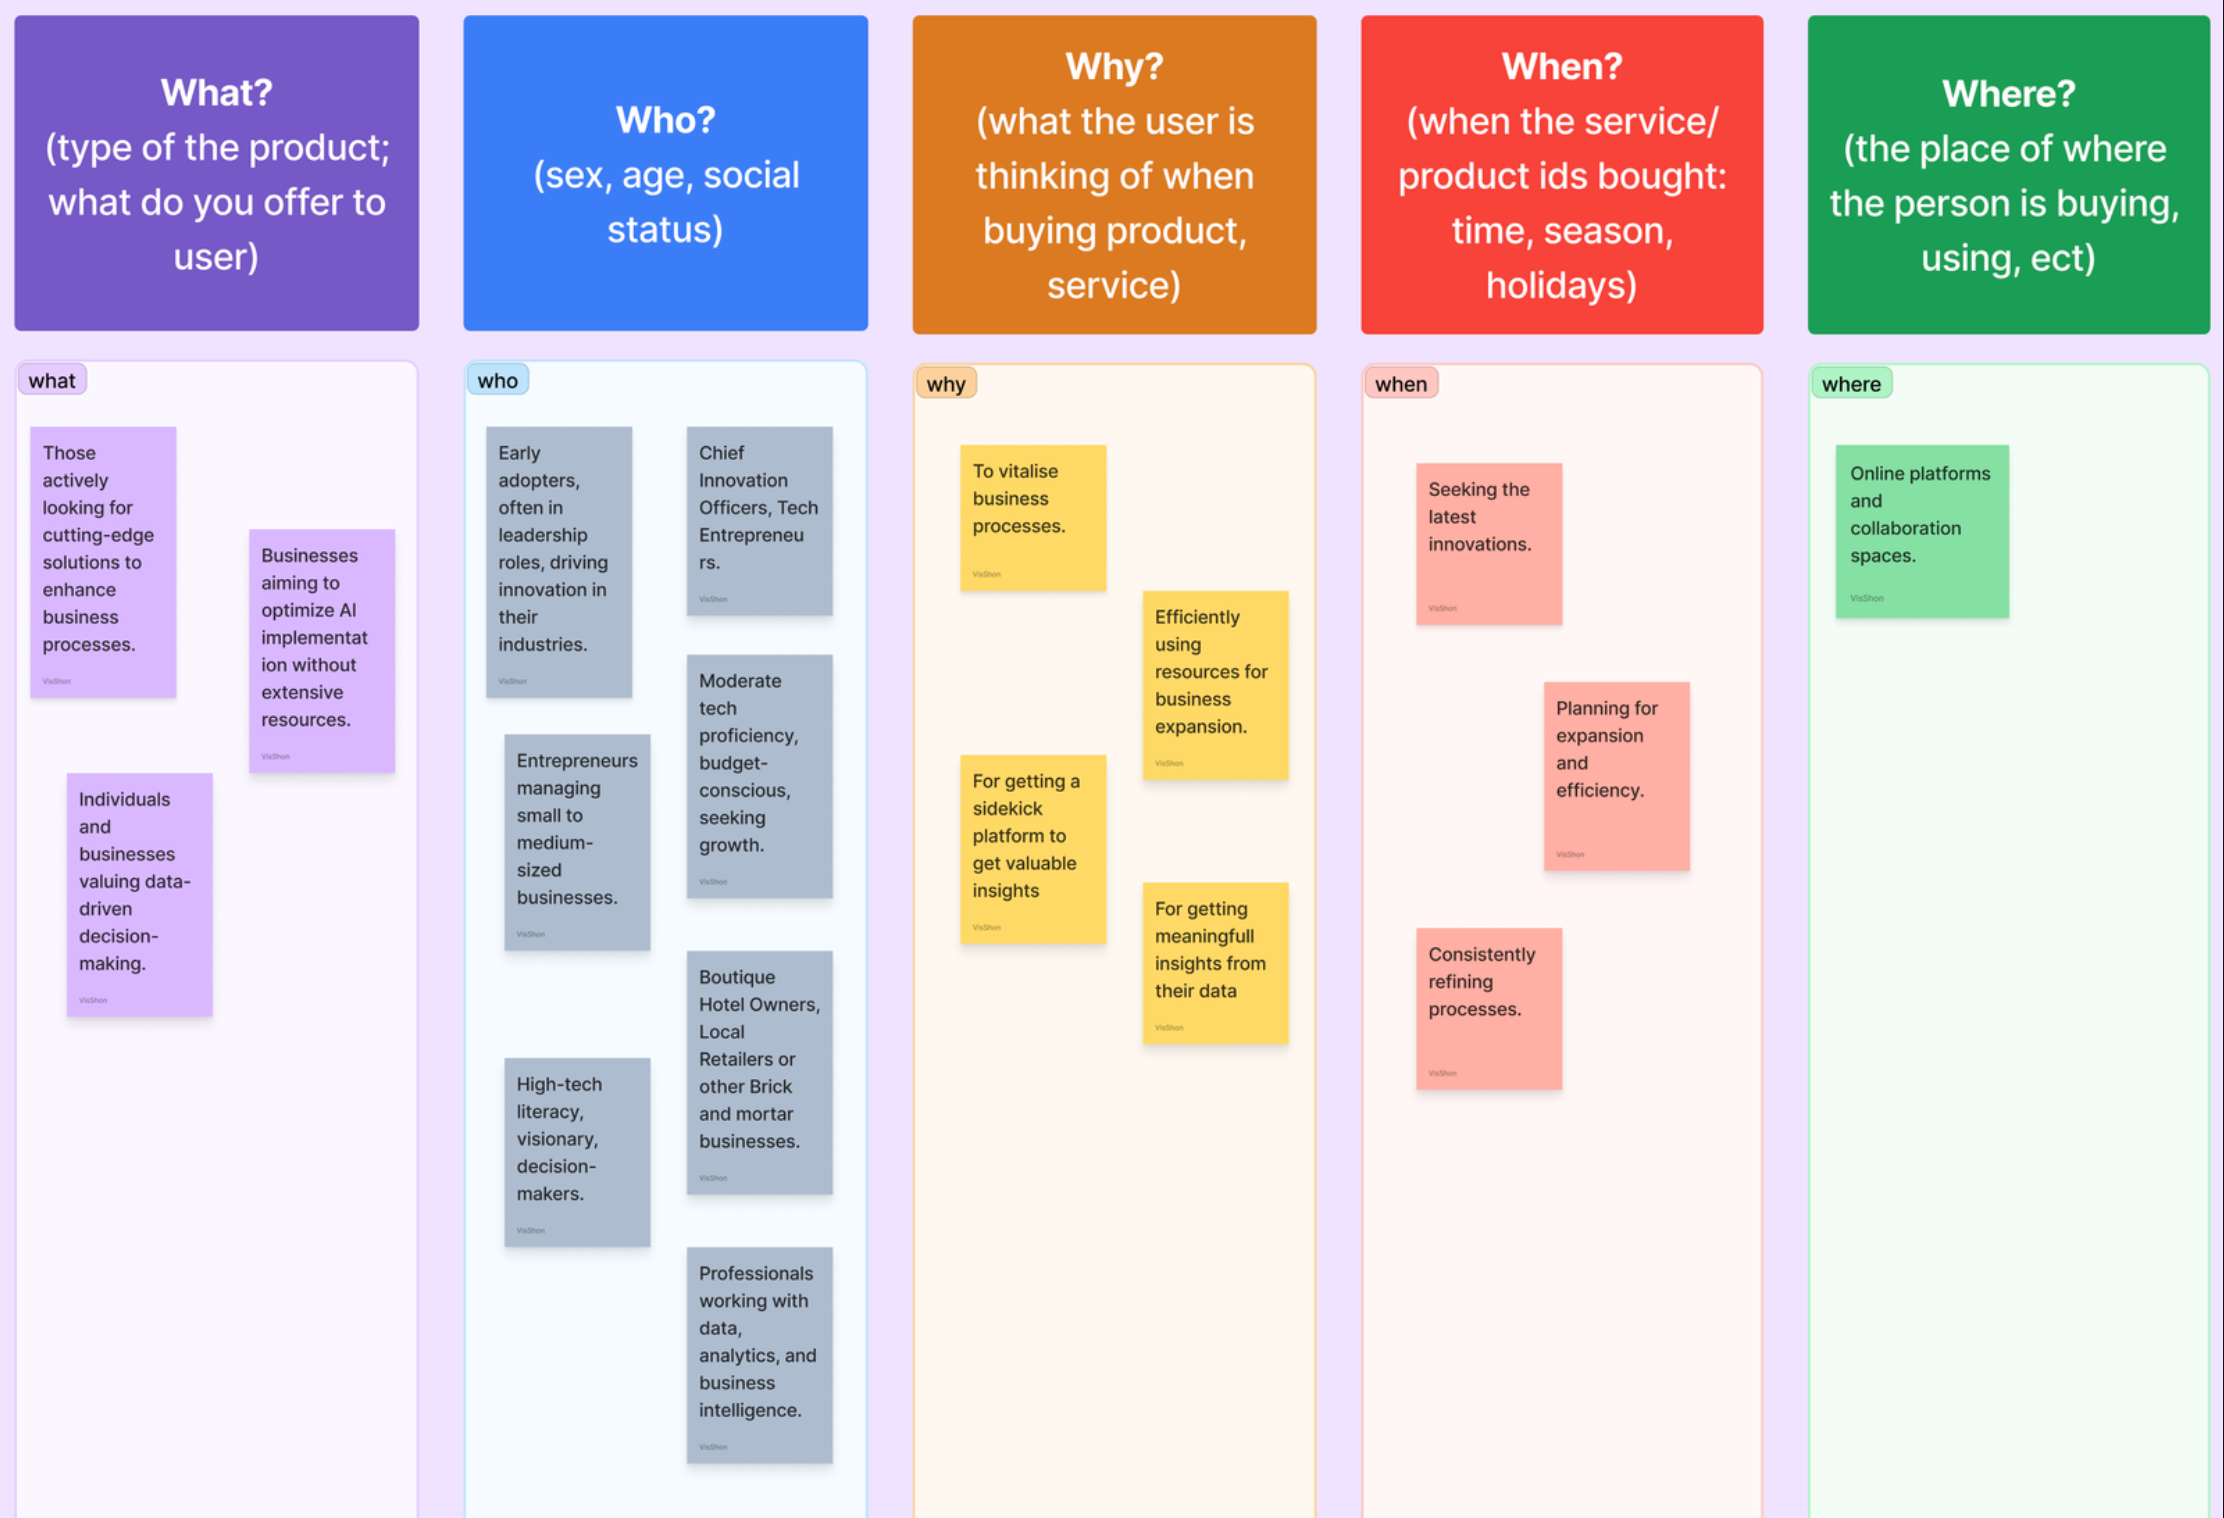 What?
(type of the product;
what do you offer to
user)
Who?
(sex, age, social
status)
Why?
(what the user is
thinking of when
buying product,
service)
When?
(when the service/
product ids bought:
time, season,
holidays)
Where?
(the place of where
the person is buying,
using, ect)
what
Those
actively
looking for
cutting-edge
solutions to
enhance
business
processes.
VisShon
Businesses
aiming to
optimize AI
implementat
ion without
extensive
resources.
VisShon
Individuals
and
businesses
valuing data-
driven
decision-
making.
VisShon
who
Early
adopters,
often in
leadership
roles, driving
innovation in
their
industries.
VisShon
Chief
Innovation
Officers, Tech
Entrepreneu
rs.
VisShon
Moderate
tech
proficiency,
budget-
conscious,
seeking
growth.
VisShon
Entrepreneurs
managing
small to
medium-
sized
businesses.
VisShon
Boutique
Hotel Owners,
Local
Retailers or
other Brick
and mortar
businesses.
VisShon
High-tech
literacy,
visionary,
decision-
makers.
VisShon
Professionals
working with
data,
analytics, and
business
intelligence.
VisShon
why
To vitalise
business
processes.
VisShon
Efficiently
using
resources for
business
expansion.
VisShon
For getting a
sidekick
platform to
get valuable
insights
VisShon
For getting
meaningfull
insights from
their data
VisShon
when
Seeking the
latest
innovations.
VisShon
Planning for
expansion
and
efficiency.
VisShon
Consistently
refining
processes.
VisShon
where
Online platforms
and
collaboration
spaces.
VisShon